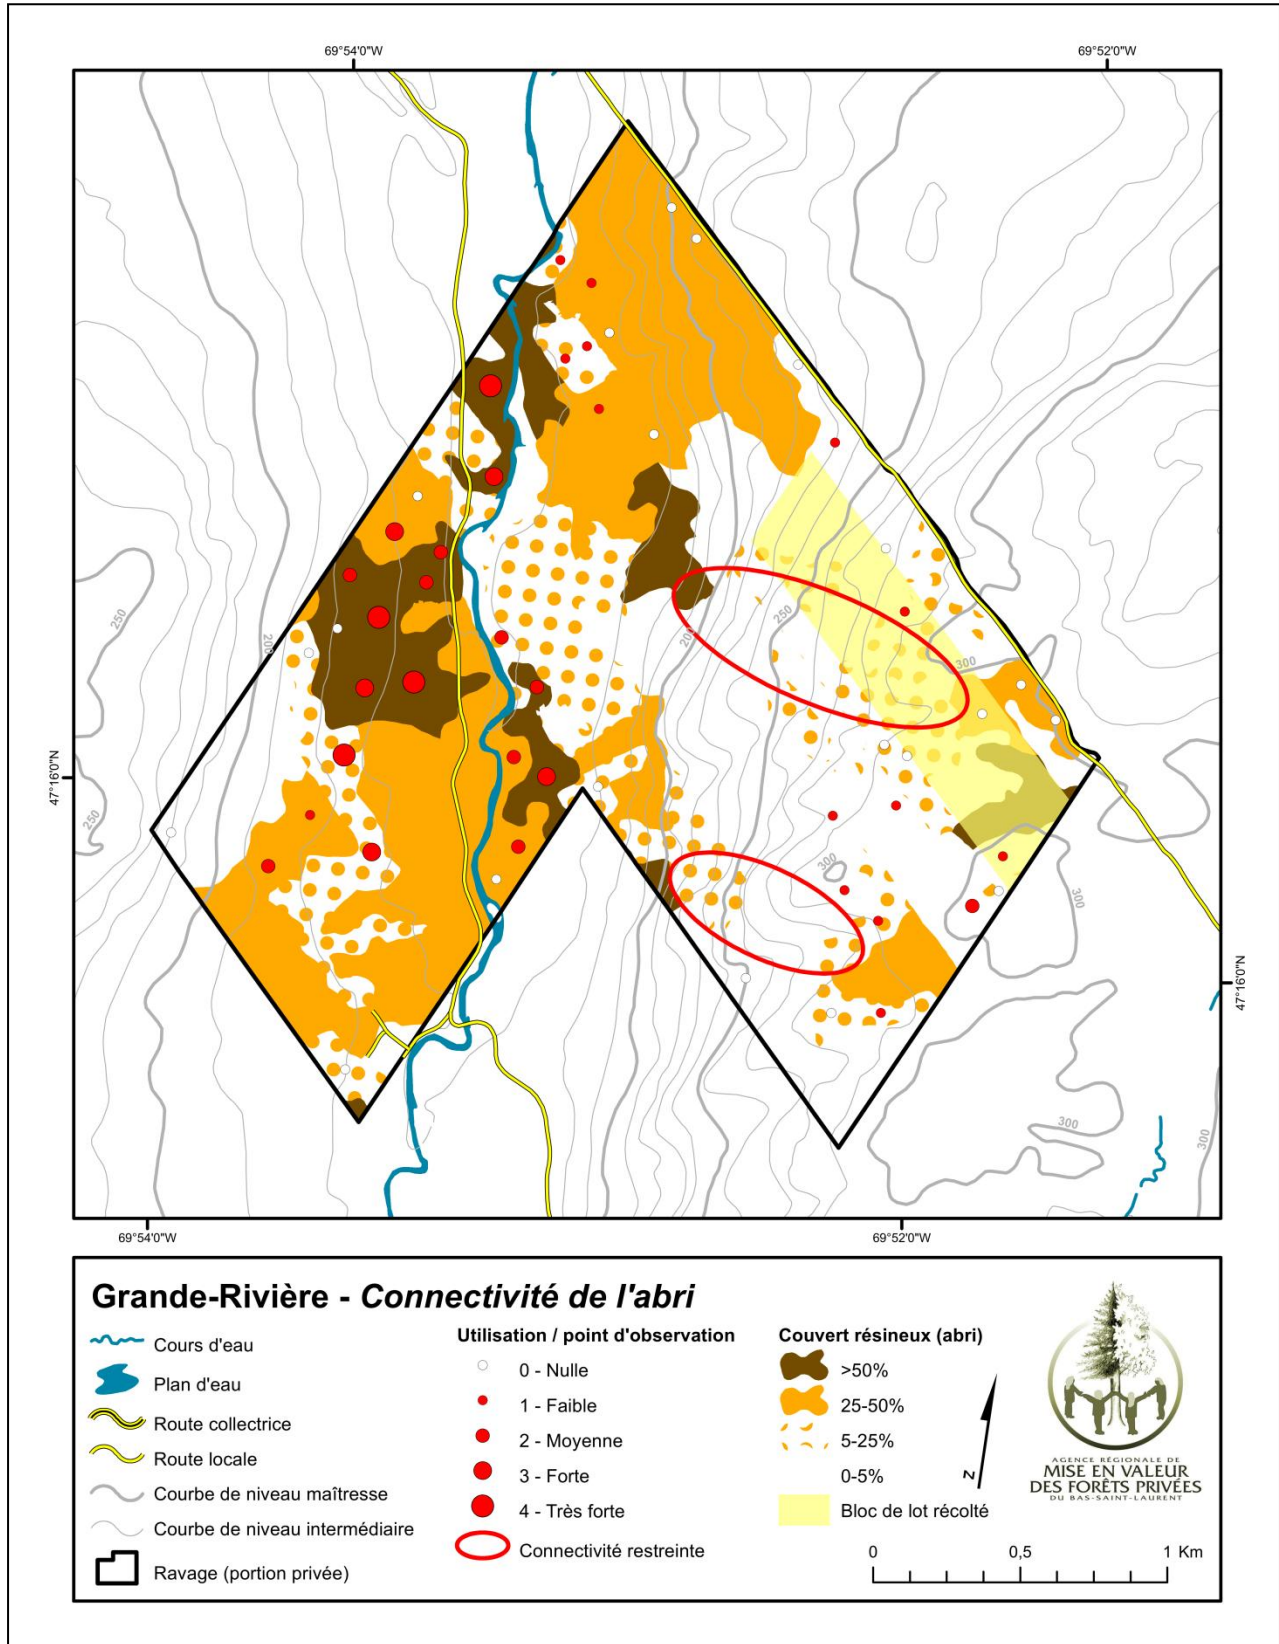 69°54'0"W
69°52'0"W
250
200
200
250
300
47°16'0"N
250
300
300
47°16'0"N
300
300
69°54'0"W
69°52'0"W
Grande-Rivière - Connectivité de l'abri
Cours d'eau
Plan d'eau
Route collectrice
Route locale
Courbe de niveau maîtresse
Courbe de niveau intermédiaire
Ravage (portion privée)
Utilisation / point d'observation
0 - Nulle
1 - Faible
2 - Moyenne
3 - Forte
4 - Très forte
Connectivité restreinte
Couvert résineux (abri)
>50%
25-50%
5-25%
0-5%
Bloc de lot récolté
N
0 0,5 1 Km
AGENCE RÉGIONALE DE
MISE EN VALEUR
DES FORÊTS PRIVÉES
DU BAS-SAINT-LAURENT